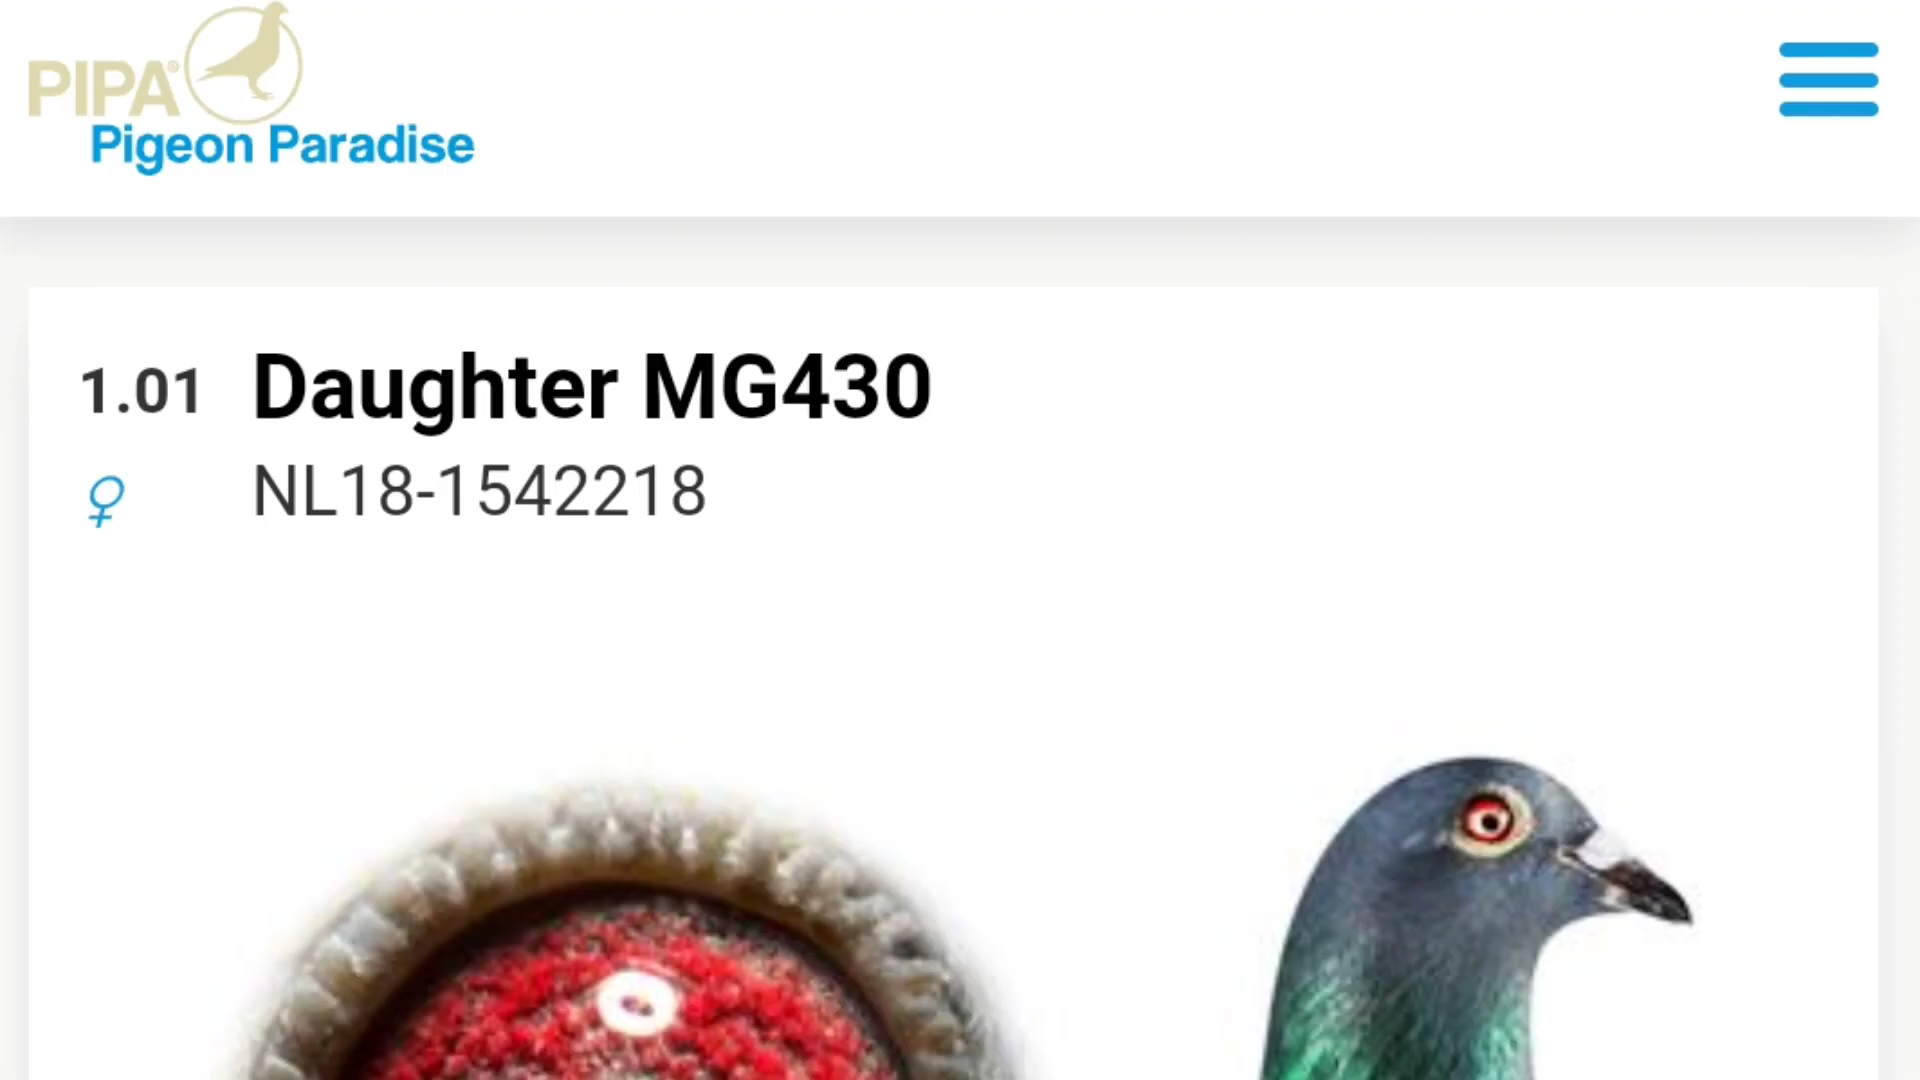 PIPA®
Pigeon Paradise
1.01 Daughter MG430
♀ NL18-1542218